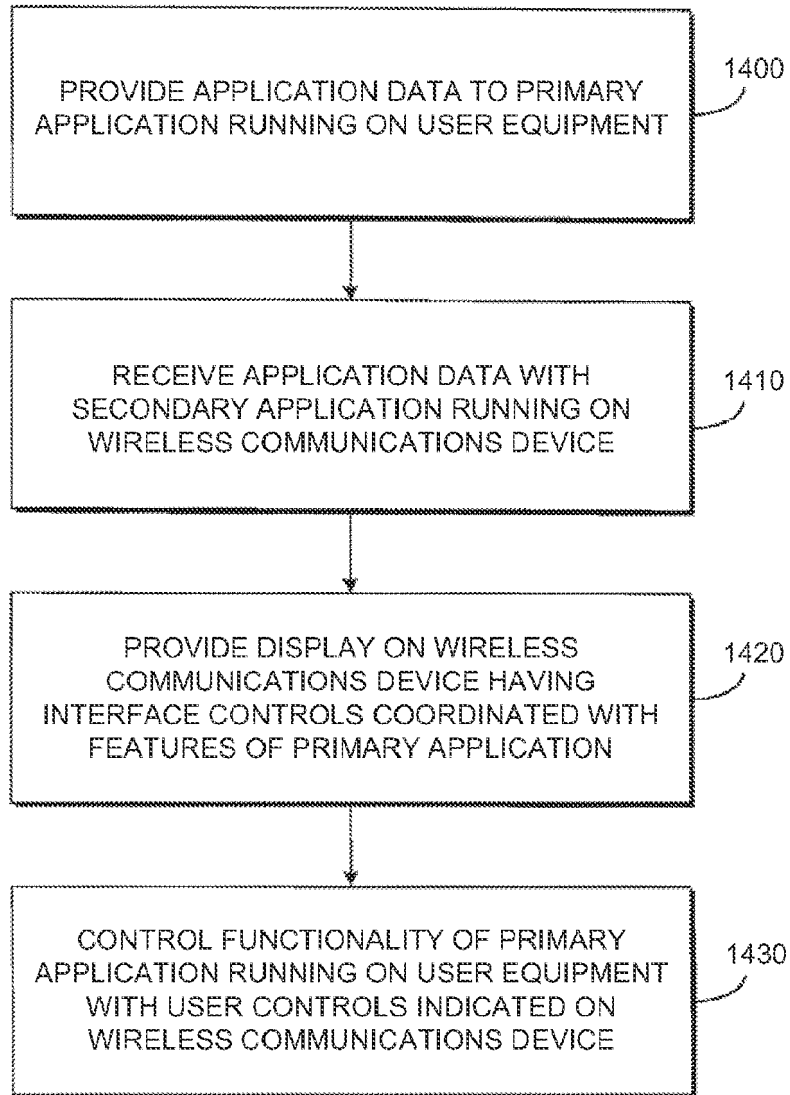 PROVIDE APPLICATION DATA TO PRIMARY
APPLICATION RUNNING ON USER EQUIPMENT
1400
RECEIVE APPLICATION DATA WITH
SECONDARY APPLICATION RUNNING ON
WIRELESS COMMUNICATIONS DEVICE
1410
PROVIDE DISPLAY ON WIRELESS
COMMUNICATIONS DEVICE HAVING
INTERFACE CONTROLS COORDINATED WITH
FEATURES OF PRIMARY APPLICATION
1420
CONTROL FUNCTIONALITY OF PRIMARY
APPLICATION RUNNING ON USER EQUIPMENT
WITH USER CONTROLS INDICATED ON
WIRELESS COMMUNICATIONS DEVICE
1430